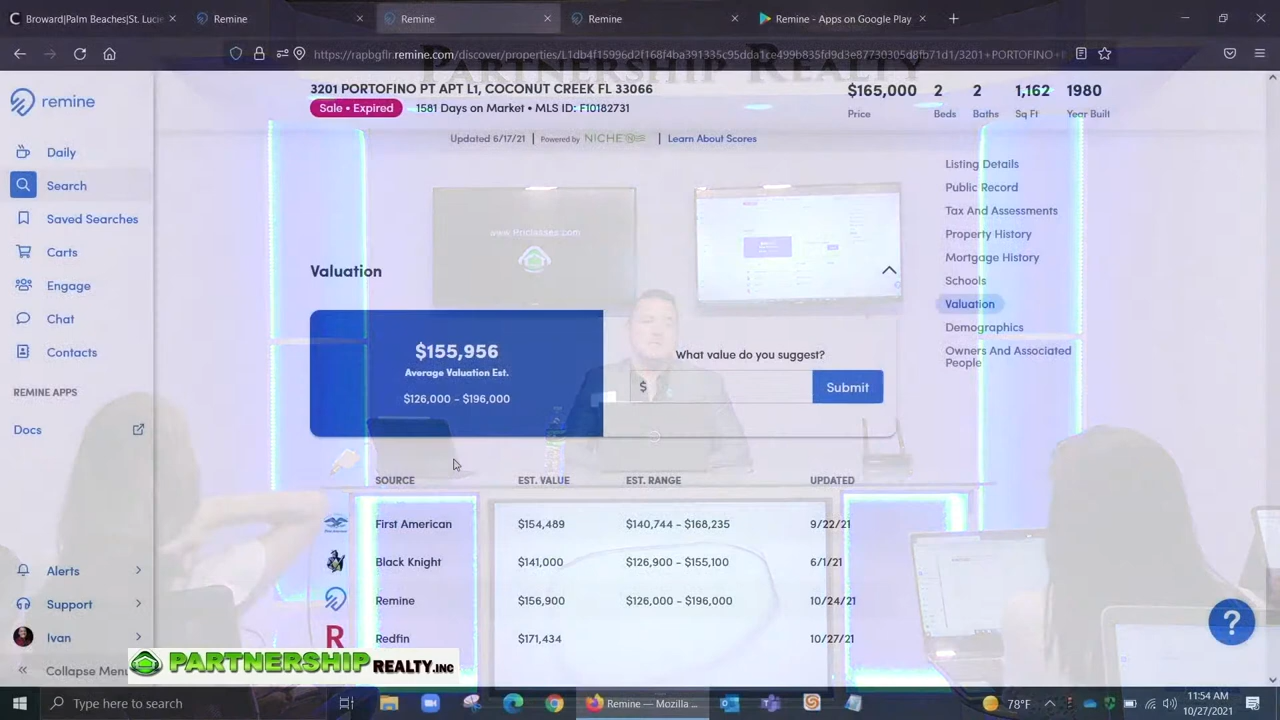 Broward|Palm Beaches|St. Lucie
Remine
Remine
Remine
Remine - Apps on Google Play
https://rapbgflr.remine.com/discover/properties/L1db4f15996d2f168f4ba391335c95dda1ce499b835fd9d3e87730305d8fb71d1/3201+PORTOFINO+
PARTNERSHIP REALTY
remine
3201 PORTOFINO PT APT L1, COCONUT CREEK FL 33066
Sale • Expired
1581 Days on Market • MLS ID: F10182731
$165,000
2
2
1,162
1980
Price
Beds
Baths
Sq Ft
Year Built
Updated 6/17/21 | Powered by NICHE | Learn About Scores
Daily
Search
Saved Searches
Carts
Engage
Chat
Contacts
REMINE APPS
Docs
Alerts
Support
Ivan
Collapse Menu
Listing Details
Public Record
Tax And Assessments
Property History
Mortgage History
Schools
Valuation
Demographics
Owners And Associated
People
www.Priclasses.com
Valuation
$155,956
Average Valuation Est.
$126,000 - $196,000
What value do you suggest?
$
Submit
SOURCE EST. VALUE EST. RANGE UPDATED
First American $154,489 $140,744 - $168,235 9/22/21
Black Knight $141,000 $126,900 - $155,100 6/1/21
Remine $156,900 $126,000 - $196,000 10/24/21
R Redfin $171,434 10/27/21
?
PARTNERSHIP REALTY.INC
Type here to search
Remine — Mozilla ...
78°F
11:54 AM
10/27/2021